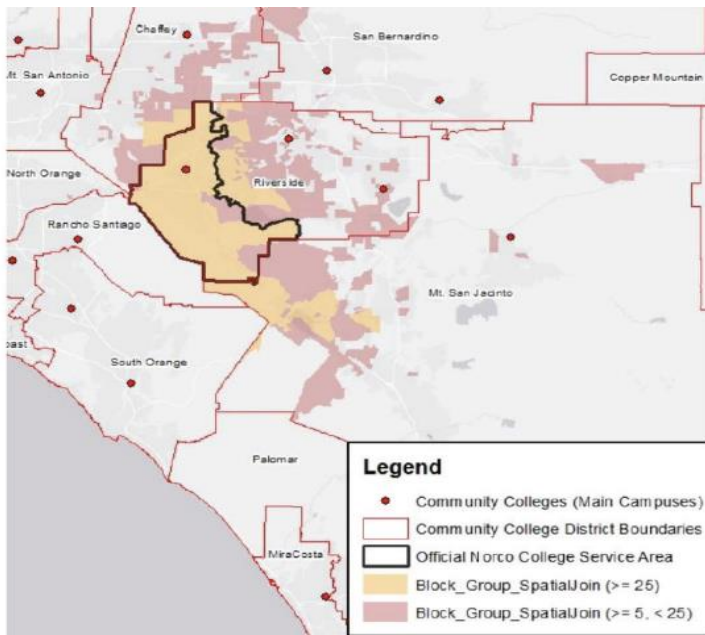 Chaffey
San Bernardino
Mt. San Antonio
Copper Mountain
North Orange
Riverside
Rancho Santiago
Mt. San Jacinto
South Orange
Palomar
MiraCosta
Legend
Community Colleges (Main Campuses)
Community College District Boundaries
Official Norco College Service Area
Block_Group_SpatialJoin (>= 25)
Block_Group_SpatialJoin (>= 5, < 25)